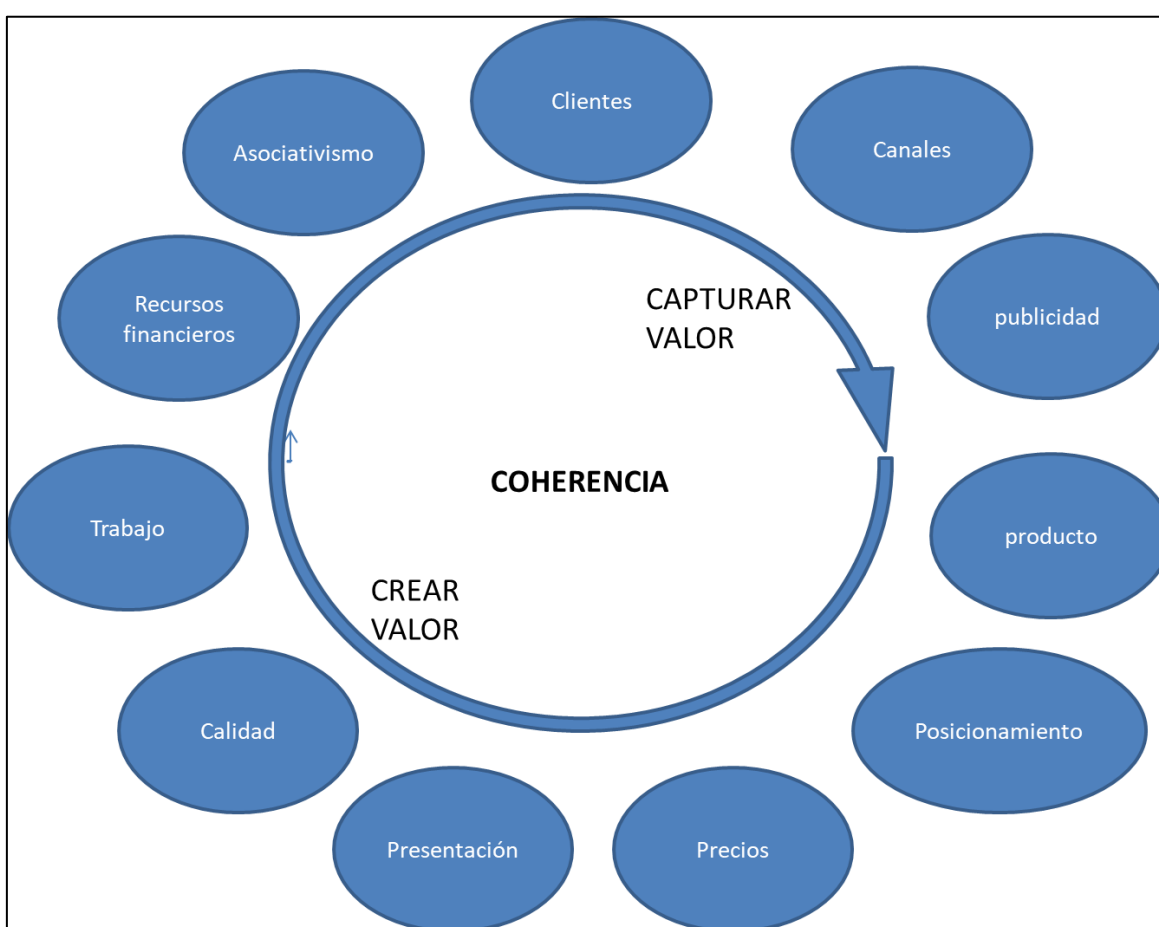 Clientes
Asociativismo
Canales
Recursos
financieros
publicidad
CAPTURAR
VALOR
COHERENCIA
Trabajo
producto
CREAR
VALOR
Calidad
Posicionamiento
Presentación
Precios